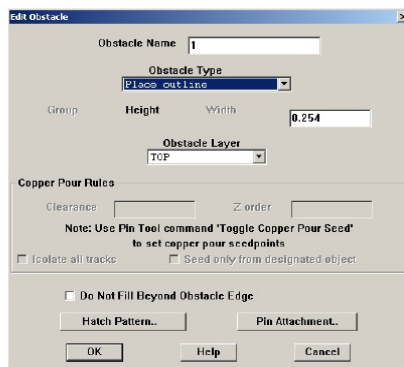 Edit Obstacle
Obstacle Name 1
Obstacle Type
Place outline
Group Height Width 0.254
Obstacle Layer
TOP
Copper Pour Rules
Clearance Z order
Note: Use Pin Tool command 'Toggle Copper Pour Seed'
to set copper pour seedpoints
Isolate all tracks Seed only from designated object
Do Not Fill Beyond Obstacle Edge
Hatch Pattern.. Pin Attachment..
OK Help Cancel